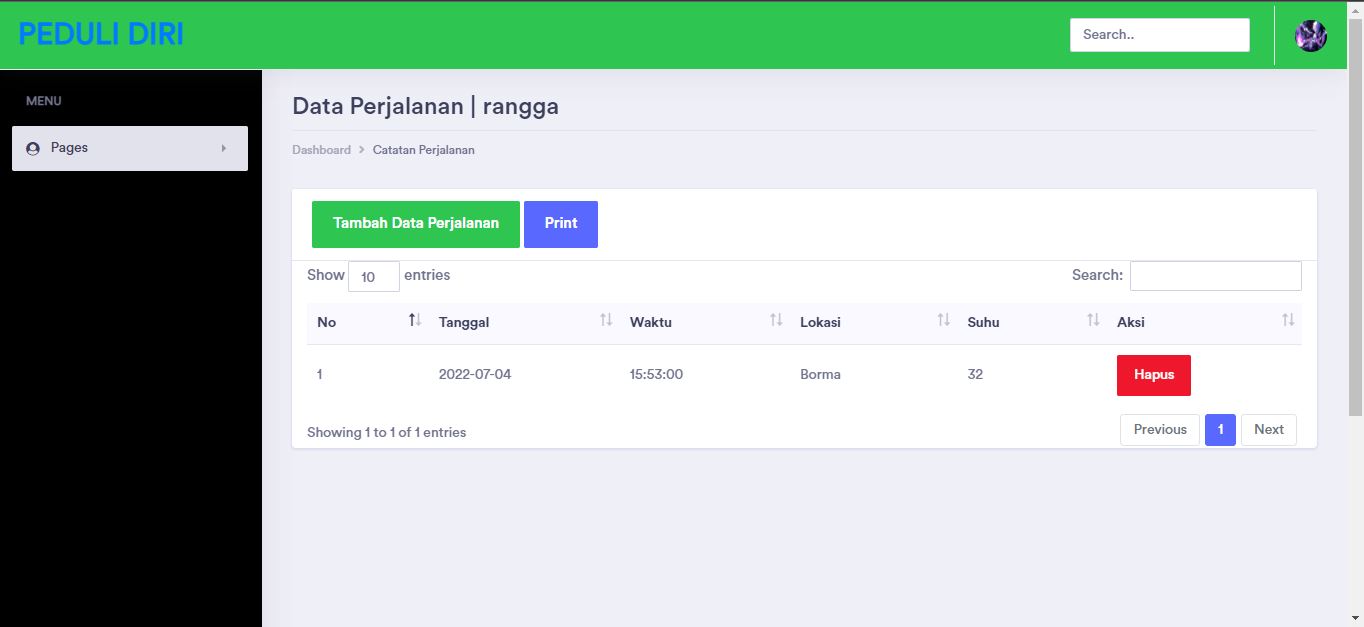 PEDULI DIRI
Search..
MENU
Pages
Data Perjalanan | rangga
Dashboard > Catatan Perjalanan
Tambah Data Perjalanan Print
Show 10 entries Search:
No Tanggal Waktu Lokasi Suhu Aksi
1 2022-07-04 15:53:00 Borma 32 Hapus
Showing 1 to 1 of 1 entries
Previous 1 Next